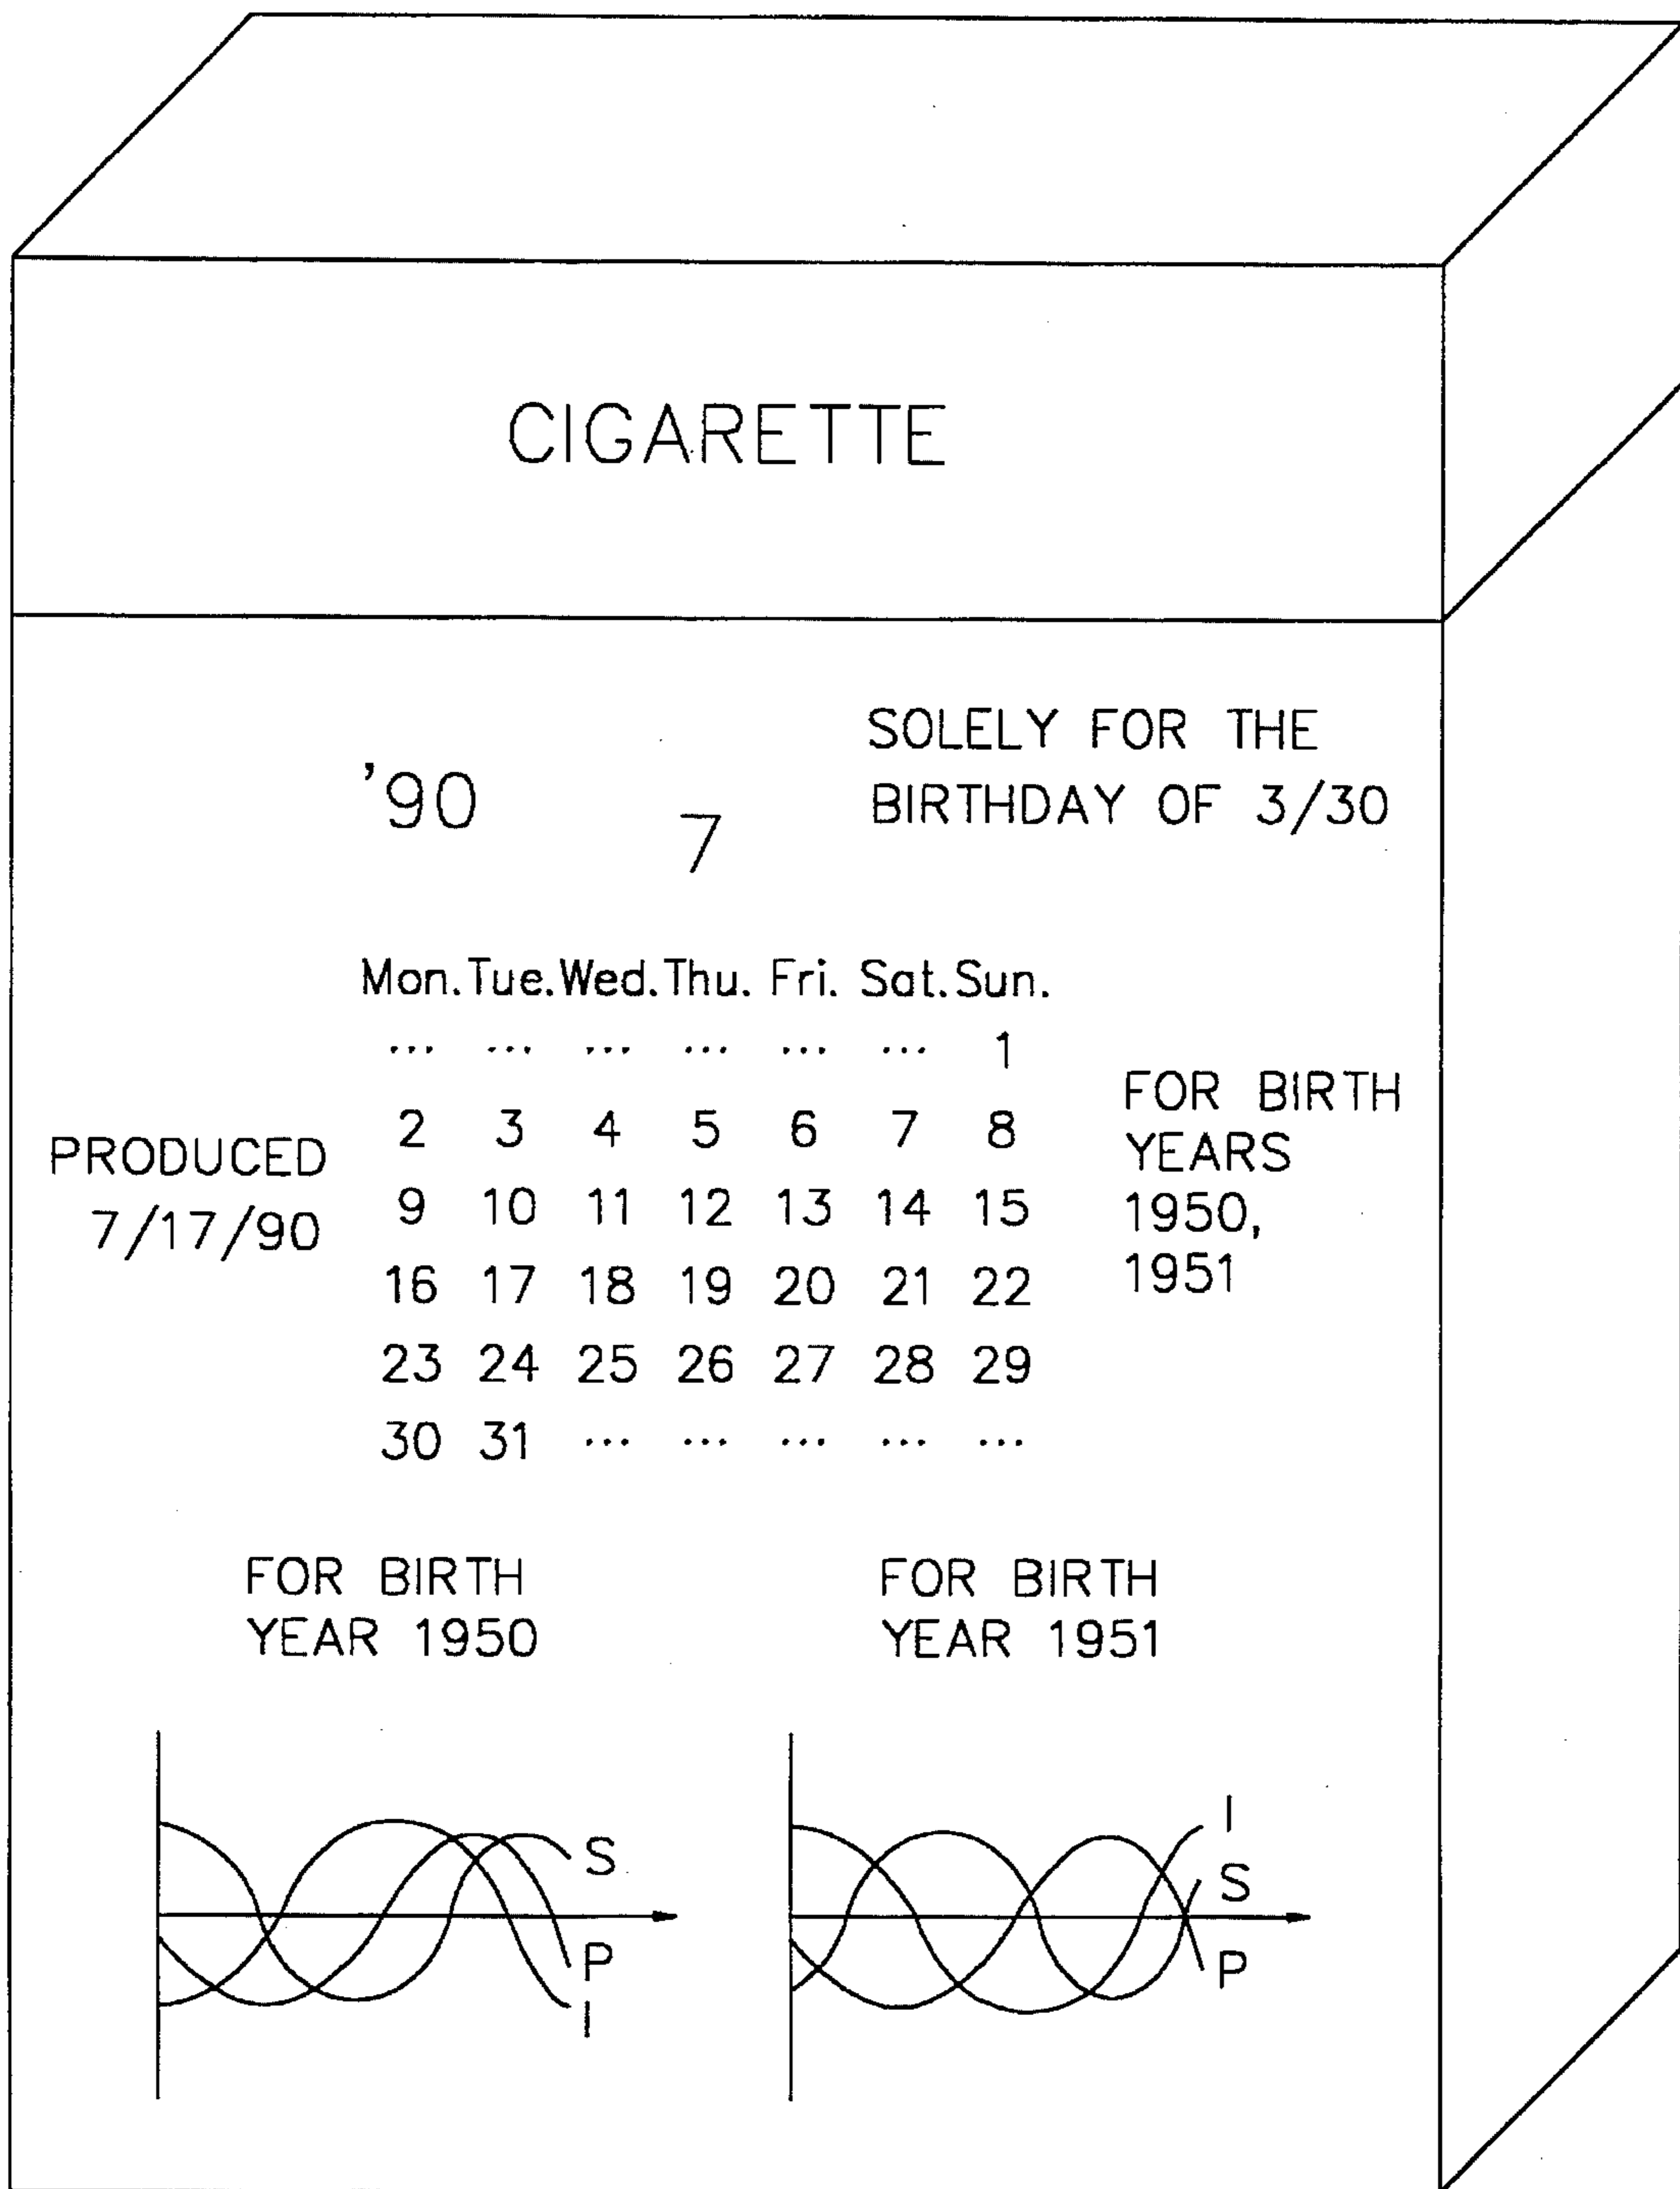 CIGARETTE
'90
7
SOLELY FOR THE
BIRTHDAY OF 3/30
Mon. Tue. Wed. Thu. Fri. Sat. Sun.
... ... ... ... ... ... 1
2 3 4 5 6 7 8
9 10 11 12 13 14 15
16 17 18 19 20 21 22
23 24 25 26 27 28 29
30 31 ... ... ... ... ...
PRODUCED
7/17/90
FOR BIRTH
YEARS
1950,
1951
FOR BIRTH
YEAR 1950
S
P
I
FOR BIRTH
YEAR 1951
I
S
P